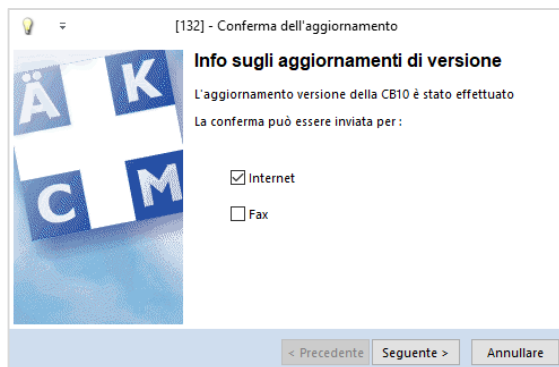 [132] - Conferma dell'aggiornamento
Ä K
C M
Info sugli aggiornamenti di versione
L'aggiornamento versione della CB10 è stato effettuato
La conferma può essere inviata per :
Internet
Fax
< Precedente Seguente > Annullare